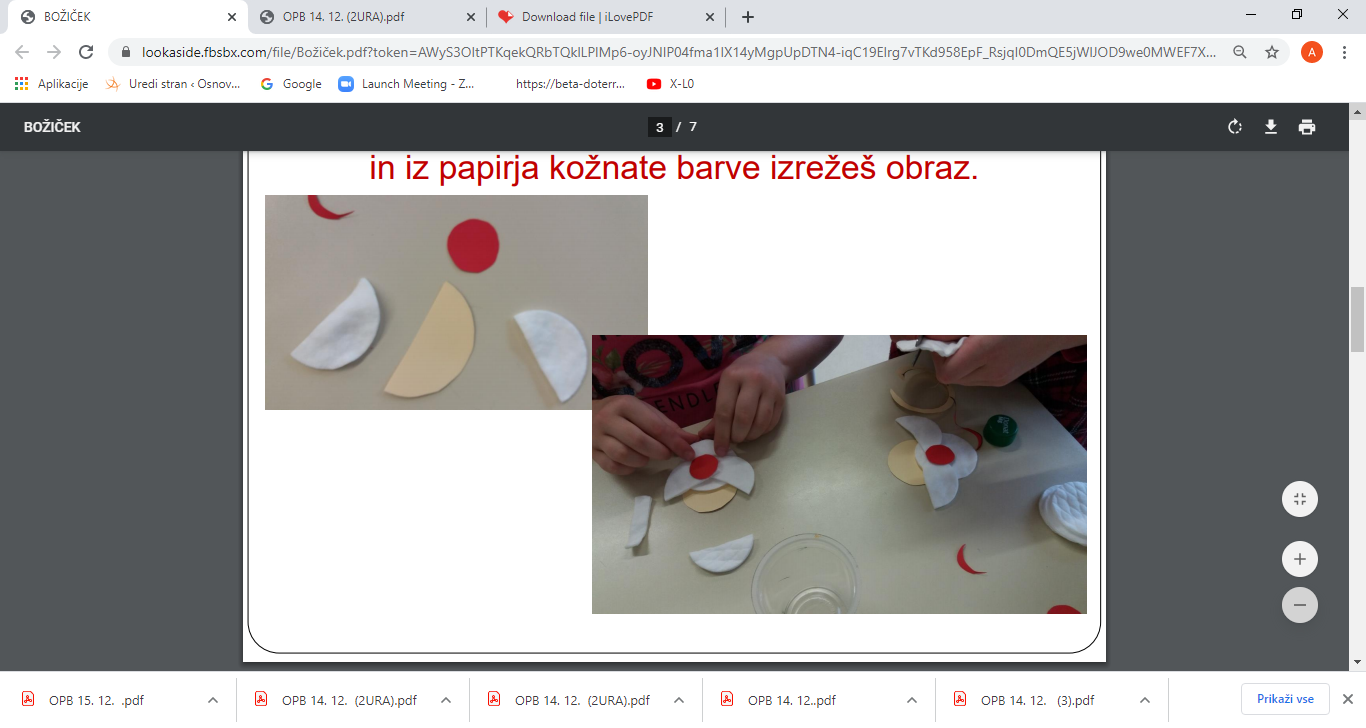 BOŽIČEK
OPB 14. 12. (2URA).pdf
Download file | iLovePDF
lookaside.fbsbx.com/file/Božiček.pdf?token=AWyS3OItPTKqekQRbTQkILPIMp6-oyJNIP04fma1IX14yMgpUpDTN4-iqC19EIrg7vTKd958EpF_RsjqI0DmQE5jWIUOD9we0MWEF7X...
A
Aplikacije
Uredi stran ‹ Osnov...
Google
Launch Meeting - Z...
https://beta-doterr...
X-L0
BOŽIČEK
3 / 7
in iz papirja kožnate barve izrežeš obraz.
OPB 15. 12. .pdf
OPB 14. 12. (2URA).pdf
OPB 14. 12. (2URA).pdf
OPB 14. 12..pdf
OPB 14. 12. (3).pdf
Prikaži vse